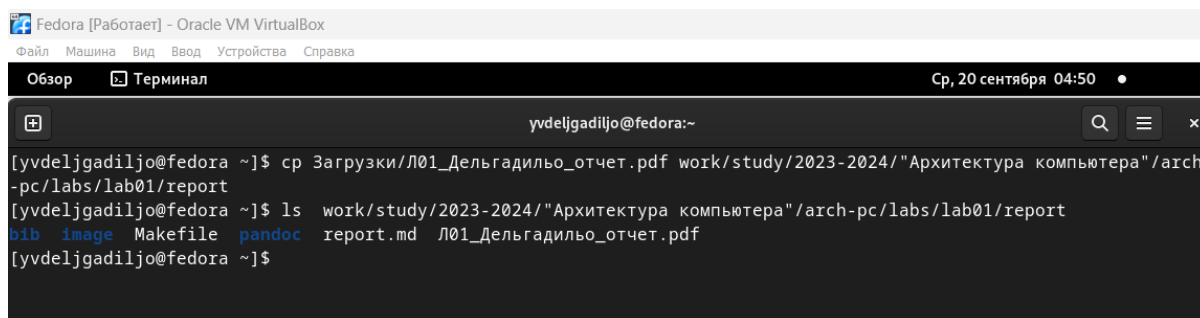 Fedora [Работает] - Oracle VM VirtualBox
Файл Машина Вид Ввод Устройства Справка
Обзор Терминал Ср, 20 сентября 04:50
yvdeljgadiljo@fedora:~
[yvdeljgadiljo@fedora ~]$ cp Загрузки/Л01_Дельгадильо_отчет.pdf work/study/2023-2024/"Архитектура компьютера"/arch
-pc/labs/lab01/report
[yvdeljgadiljo@fedora ~]$ ls  work/study/2023-2024/"Архитектура компьютера"/arch-pc/labs/lab01/report
bib  image  Makefile  pandoc  report.md  Л01_Дельгадильо_отчет.pdf
[yvdeljgadiljo@fedora ~]$